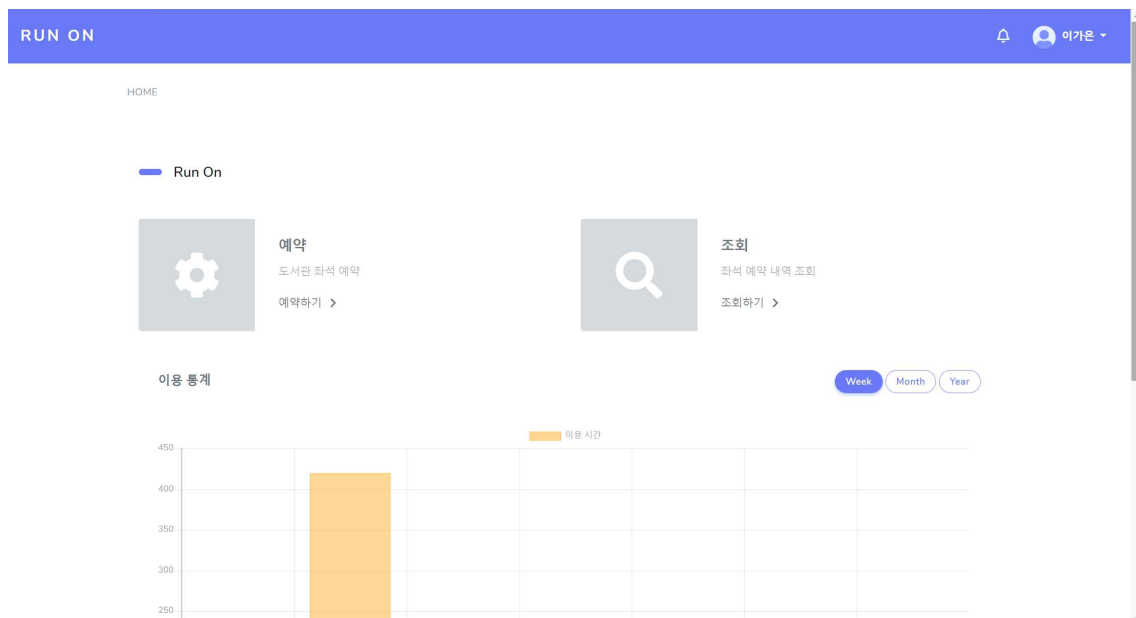 RUN ON
이가은
HOME
Run On
예약
도서관 좌석 예약
예약하기
조회
좌석 예약 내역 조회
조회하기
이용 통계
Week Month Year
이용 시간
450
400
350
300
250